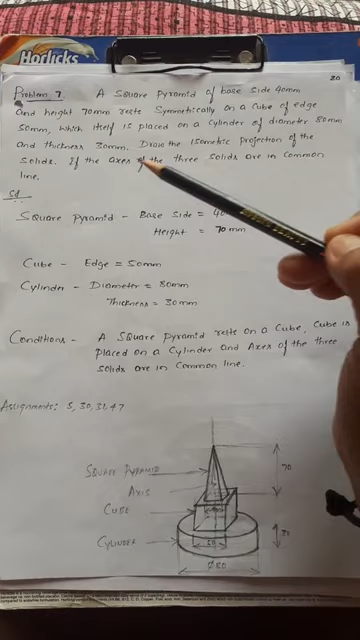 Horlicks
20
Problem 7. A Square Pyramid of base side 40mm
and height 70mm rests Symmetrically on a Cube of edge
50mm, which itself is placed on a Cylinder of diameter 80mm
and thickness 30mm. Draw the Isometric projection of the
solids. If the axes of the three solids are in Common
line.
Sol
Square Pyramid - Base side = 40
Height = 70mm
Cube - Edge = 50mm
Cylinder - Diameter = 80mm
Thickness = 30mm
Conditions - A Square Pyramid rests on a Cube, Cube is
placed on a Cylinder and Axes of the three
solids are in Common line.
Assignments: 5, 30, 31, 47
SQUARE PYRAMID
70
AXIS
CUBE
CYLINDER
50
30
Ø80